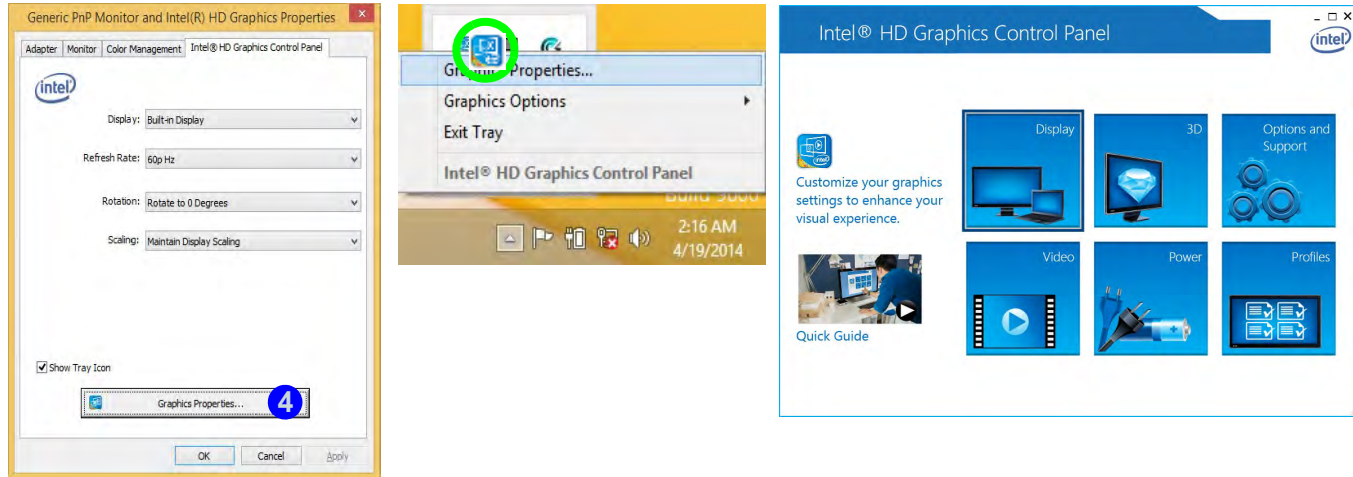 Generic PnP Monitor and Intel(R) HD Graphics Properties
Adapter Monitor Color Management Intel® HD Graphics Control Panel
intel
Display: Built-in Display
Refresh Rate: 60p Hz
Rotation: Rotate to 0 Degrees
Scaling: Maintain Display Scaling
Show Tray Icon
Graphics Properties... 4
OK Cancel Apply
Properties...
Graphics Options
Exit Tray
Intel® HD Graphics Control Panel
2:16 AM
4/19/2014
Intel® HD Graphics Control Panel
intel
Customize your graphics
settings to enhance your
visual experience.
Quick Guide
Display
3D
Options and
Support
Video
Power
Profiles